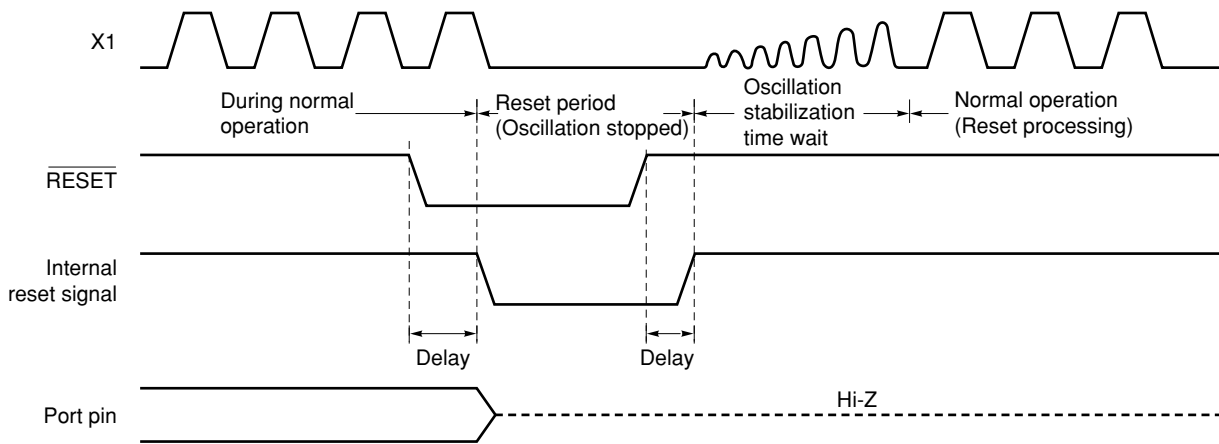 X1
During normal
operation
Reset period
(Oscillation stopped)
Oscillation
stabilization
time wait
Normal operation
(Reset processing)
RESET
Internal
reset signal
Delay
Delay
Port pin
Hi-Z